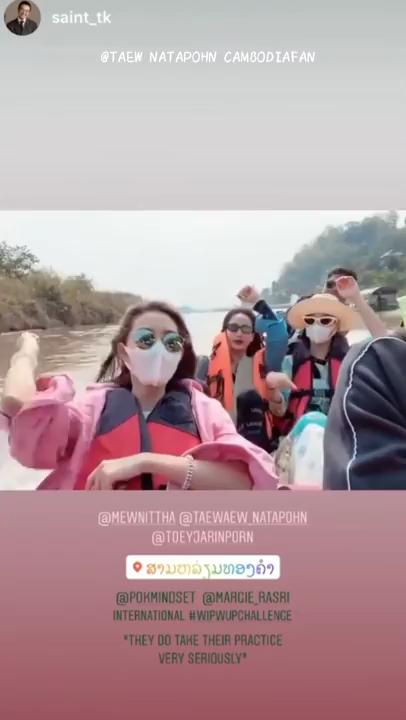 saint_tk
@TAEW NATAPOHN CAMBODIAFAN
@MEWNITTHA @TAEWAEW_NATAPOHN
@TOEYJARINPORN
ສາມຫລ່ຽມທອງຄຳ
@POKMINDSET @MARGIE_RASRI
INTERNATIONAL #WIPWUPCHALLENGE
*THEY DO TAKE THEIR PRACTICE
VERY SERIOUSLY*